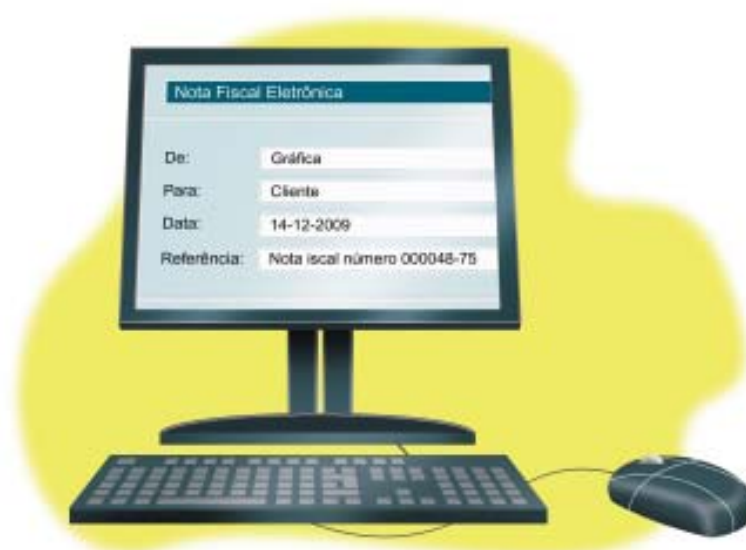 Nota Fiscal Eletrônica
De: Gráfica
Para: Cliente
Data: 14-12-2009
Referência: Nota iscal número 000048-75